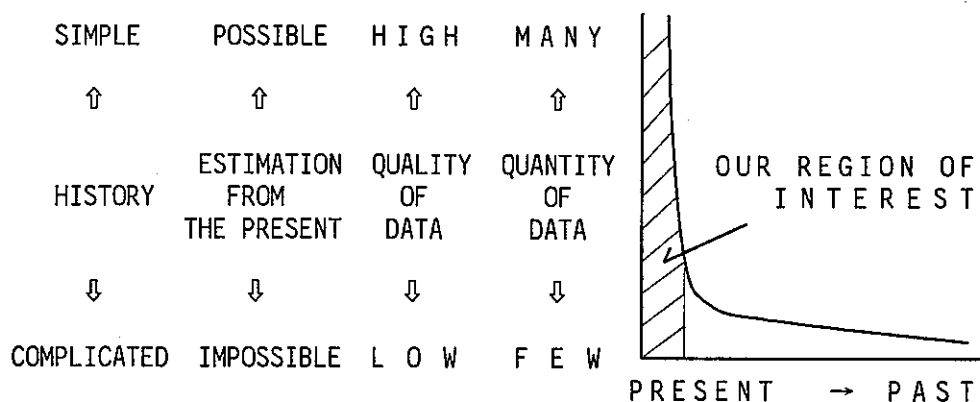 SIMPLE POSSIBLE HIGH MANY
⇧ ⇧ ⇧ ⇧
HISTORY
ESTIMATION
FROM
THE PRESENT
QUALITY
OF
DATA
QUANTITY
OF
DATA
OUR REGION OF
INTEREST
⇩ ⇩ ⇩ ⇩
COMPLICATED IMPOSSIBLE LOW FEW
PRESENT → PAST